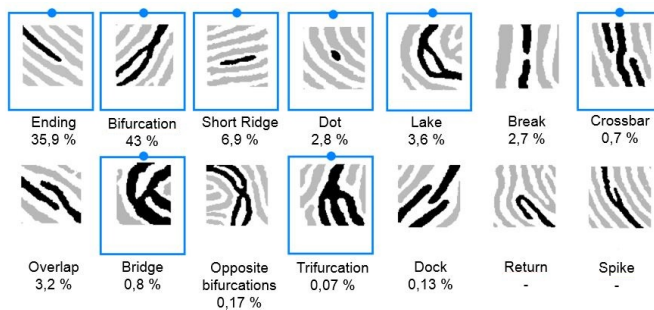 Ending
35,9 %
Bifurcation
43 %
Short Ridge
6,9 %
Dot
2,8 %
Lake
3,6 %
Break
2,7 %
Crossbar
0,7 %
Overlap
3,2 %
Bridge
0,8 %
Opposite
bifurcations
0,17 %
Trifurcation
0,07 %
Dock
0,13 %
Return
-
Spike
-